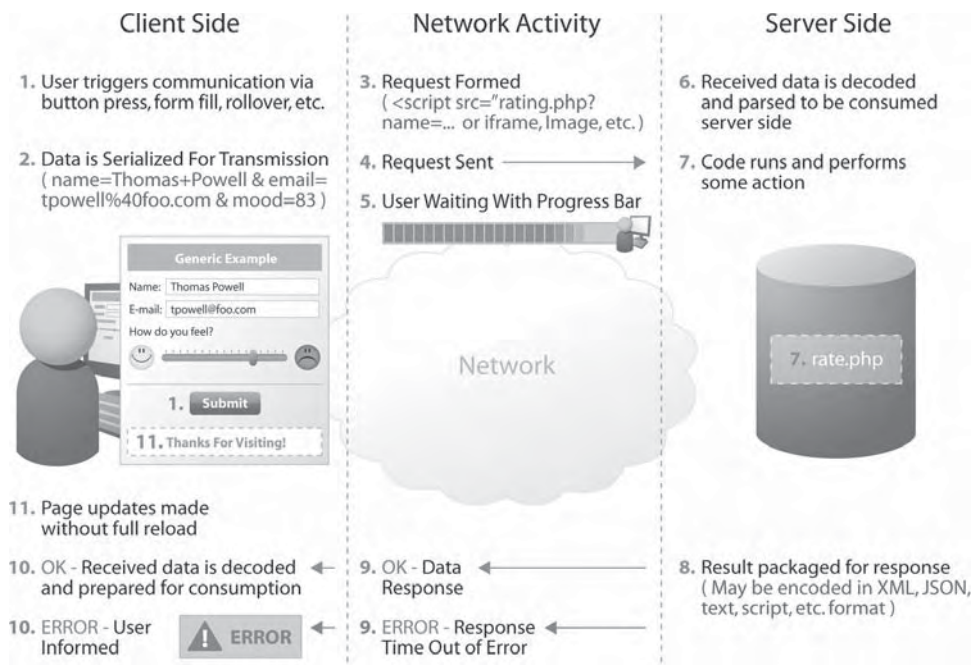 Client Side
1. User triggers communication via
button press, form fill, rollover, etc.
2. Data is Serialized For Transmission
( name=Thomas+Powell & email=
tpowell%40foo.com & mood=83 )
Generic Example
Name: Thomas Powell
E-mail: tpowell@foo.com
How do you feel?
1. Submit
11. Thanks For Visiting!
11. Page updates made
without full reload
10. OK - Received data is decoded
and prepared for consumption
10. ERROR - User
Informed
ERROR
Network Activity
3. Request Formed
( <script src="rating.php?
name=... or iframe, Image, etc. )
4. Request Sent
5. User Waiting With Progress Bar
Network
9. OK - Data
Response
9. ERROR - Response
Time Out of Error
Server Side
6. Received data is decoded
and parsed to be consumed
server side
7. Code runs and performs
some action
7. rate.php
8. Result packaged for response
( May be encoded in XML, JSON,
text, script, etc. format )